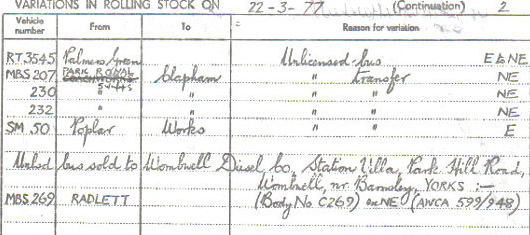 VARIATIONS IN ROLLING STOCK ON 22-3-77 (Continuation) 2
Vehicle number From To Reason for variation
RT3545 Palmers Green Unlicensed bus E & NE
MBS 207 PARK ROYAL Clapham " transfer NE
230 " " " " NE
232 " " " " NE
SM 50 Poplar Works E
Unlicd bus sold to Wombwell Diesel Co, Station Villa, Park Hill Road,
Wombwell, nr Barnsley, YORKS :—
MBS 269 RADLETT (Body No C269) ex NE (AWCA 599/948)